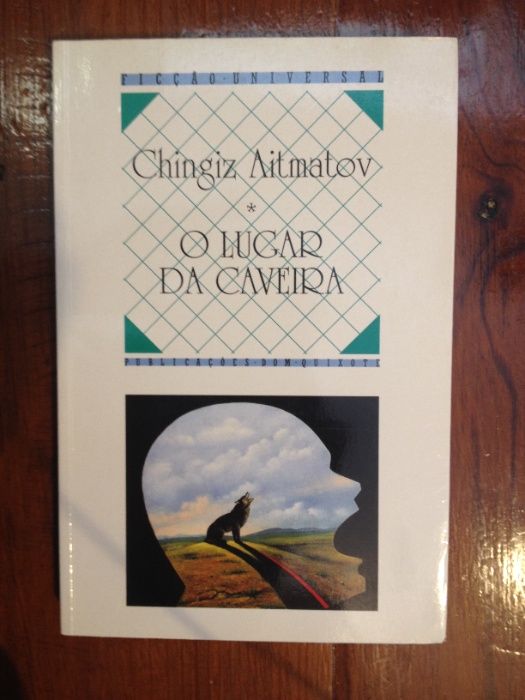 FICÇÃO·UNIVERSAL
Chingiz Aitmatov
*
O LUGAR
DA CAVEIRA
PUBLICAÇÕES·DOM·QUIXOTE